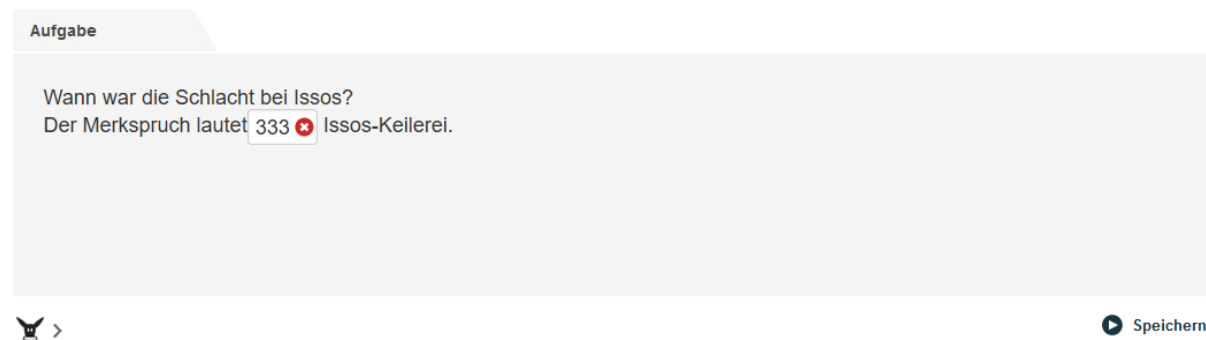 Aufgabe
Wann war die Schlacht bei Issos?
Der Merkspruch lautet 333 Issos-Keilerei.
Speichern